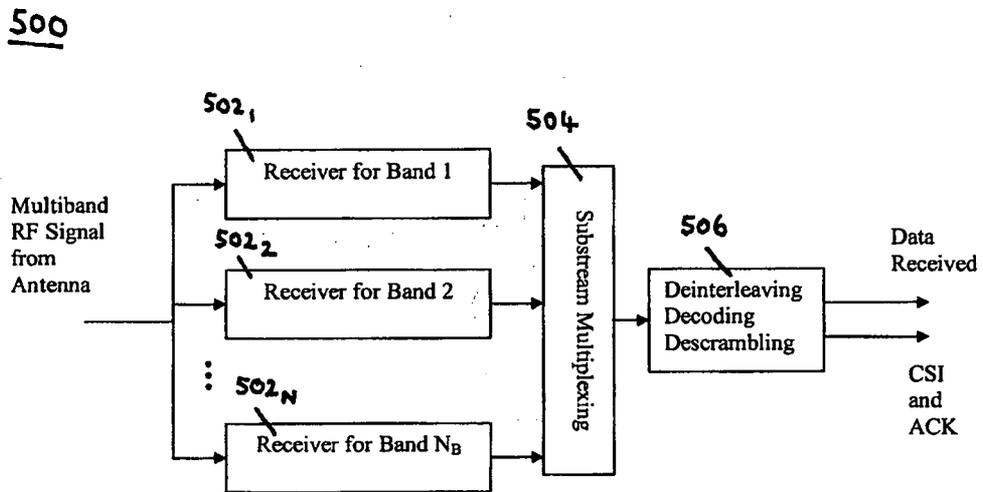 500
502₁
504
Receiver for Band 1
Multiband
RF Signal
from
Antenna
502₂
Receiver for Band 2
Substream Multiplexing
506
Deinterleaving
Decoding
Descrambling
Data
Received
CSI
and
ACK
502N
Receiver for Band NB